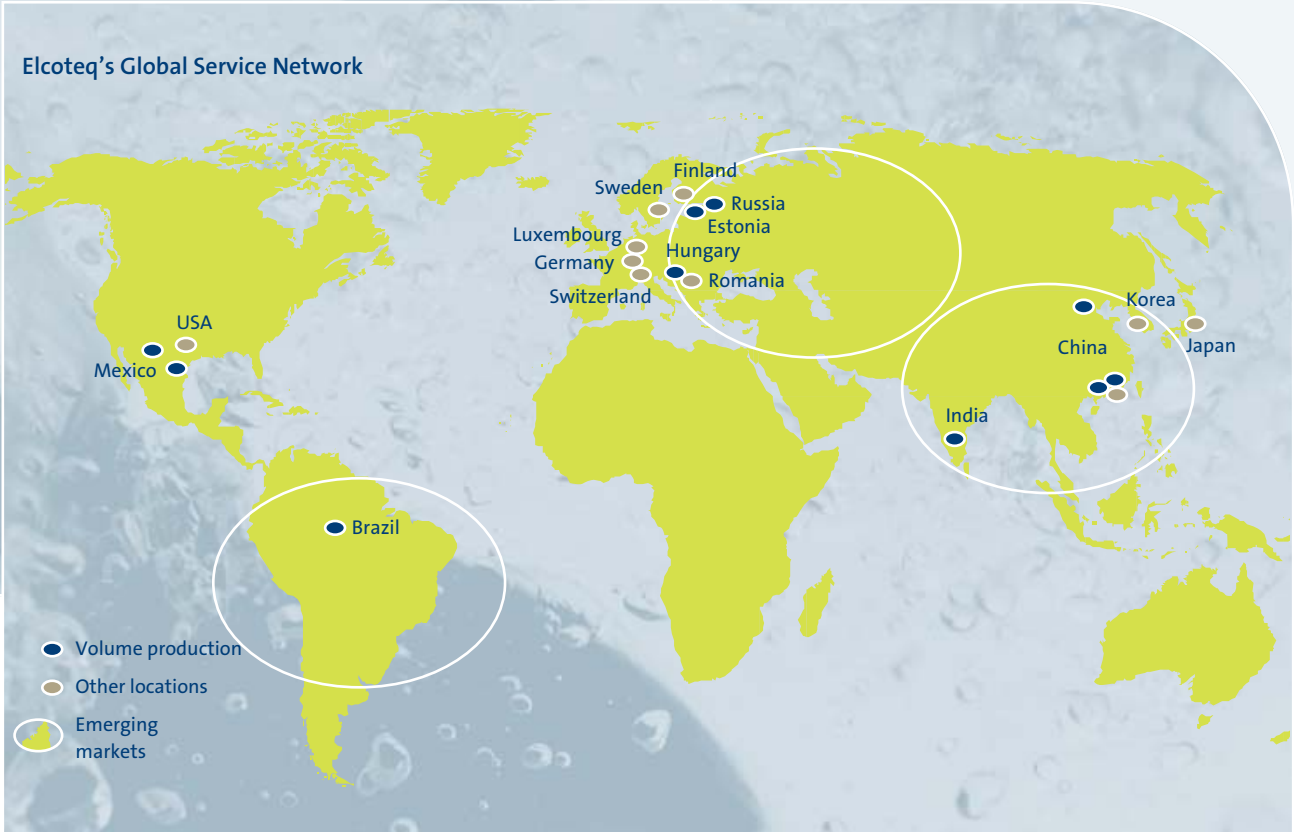 Elcoteq's Global Service Network
Finland
Sweden
Russia
Estonia
Luxembourg
Hungary
Germany
Romania
Switzerland
Korea
USA
China
Japan
Mexico
India
Brazil
Volume production
Other locations
Emerging
markets